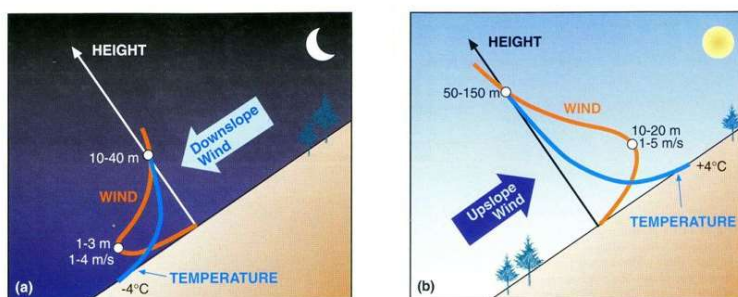 HEIGHT
10-40 m
Downslope
Wind
WIND
1-3 m
1-4 m/s
TEMPERATURE
-4°C
(a)
HEIGHT
50-150 m
WIND
10-20 m
1-5 m/s
+4°C
Upslope
Wind
TEMPERATURE
(b)